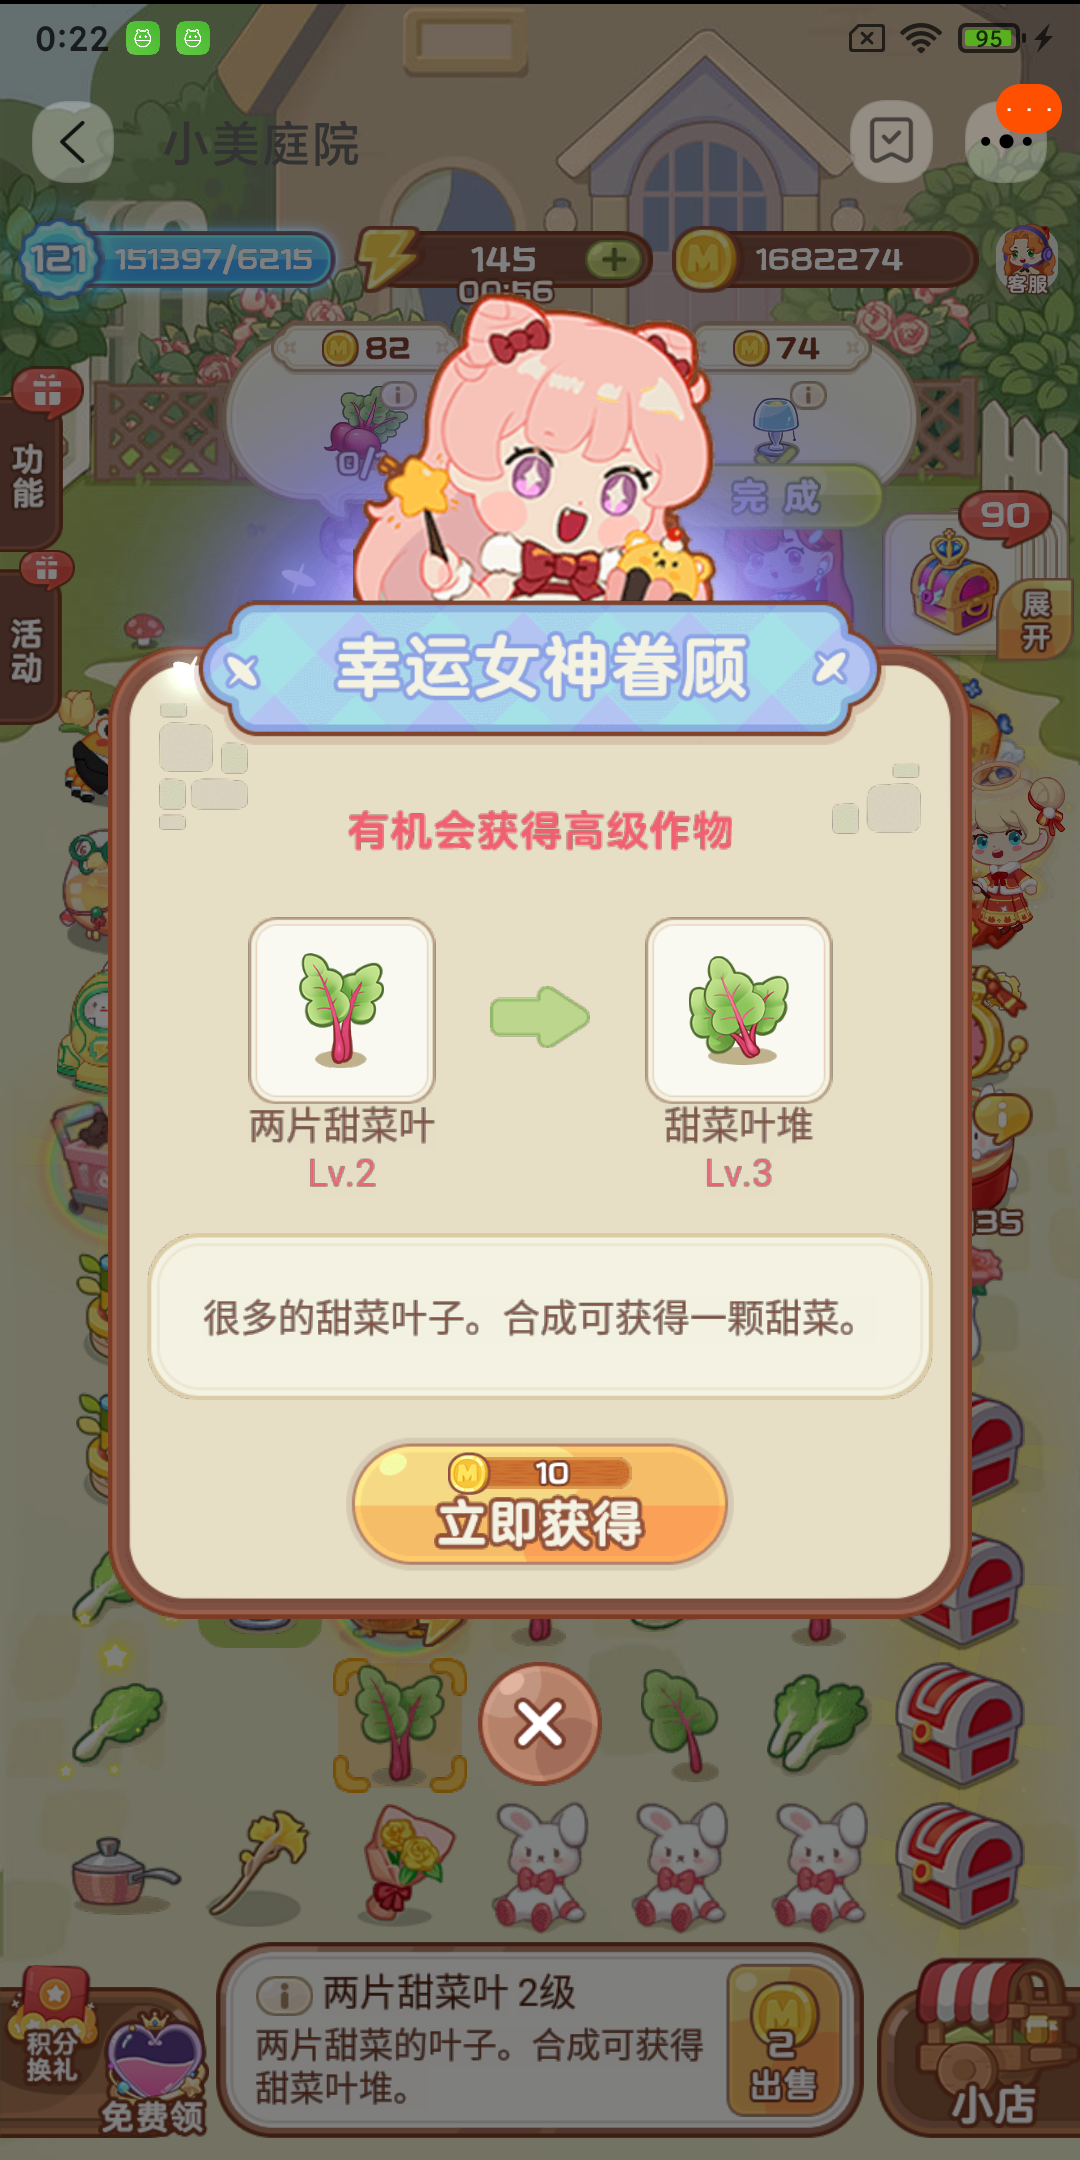 0:22
95
小美庭院
121
151397/6215
145
00:56
1682274
客服
82
74
功能
0/
完成
90
展开
活动
幸运女神眷顾
有机会获得高级作物
两片甜菜叶
Lv.2
甜菜叶堆
Lv.3
35
很多的甜菜叶子。合成可获得一颗甜菜。
10
立即获得
两片甜菜叶 2级
两片甜菜的叶子。合成可获得
甜菜叶堆。
2
出售
积分
换礼
免费领
小店